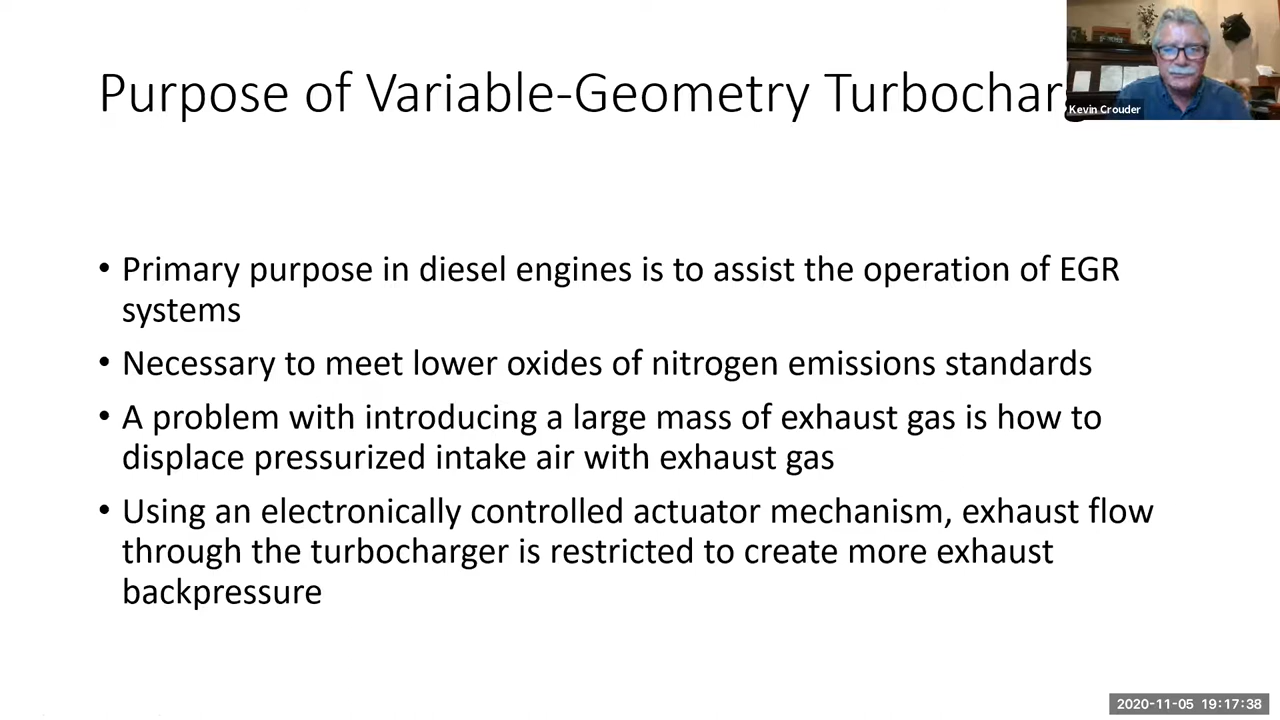 Purpose of Variable-Geometry Turbocharg
Kevin Crouder
• Primary purpose in diesel engines is to assist the operation of EGR
systems
• Necessary to meet lower oxides of nitrogen emissions standards
• A problem with introducing a large mass of exhaust gas is how to
displace pressurized intake air with exhaust gas
• Using an electronically controlled actuator mechanism, exhaust flow
through the turbocharger is restricted to create more exhaust
backpressure
2020-11-05 19:17:38